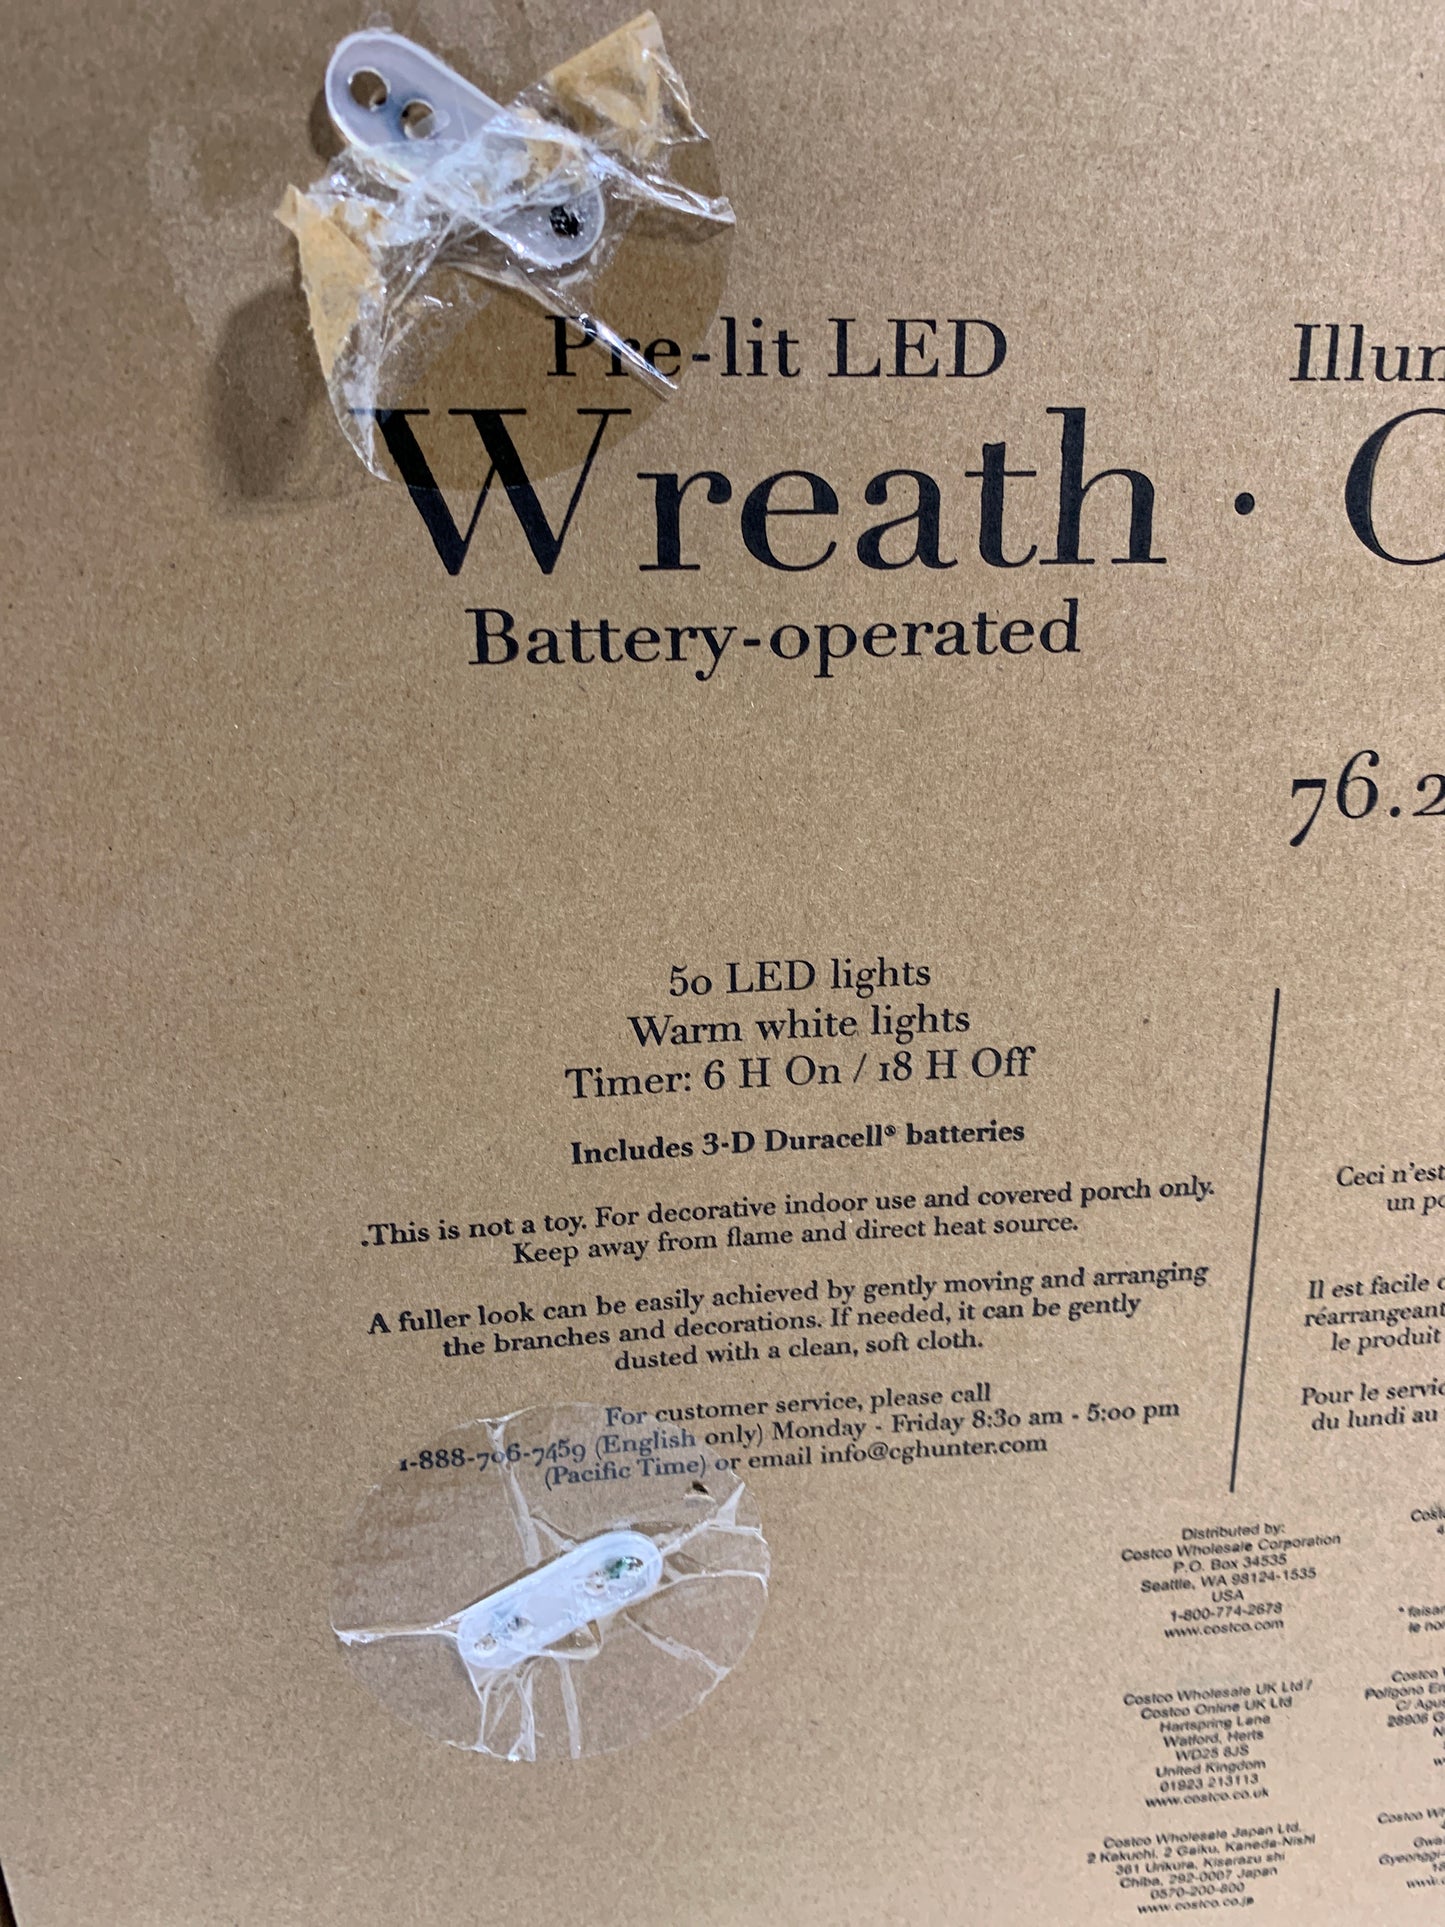 Pre-lit LED
Wreath ·
Battery-operated
76.2
50 LED lights
Warm white lights
Timer: 6 H On / 18 H Off
Includes 3-D Duracell® batteries
.This is not a toy. For decorative indoor use and covered porch only.
Keep away from flame and direct heat source.
A fuller look can be easily achieved by gently moving and arranging
the branches and decorations. If needed, it can be gently
dusted with a clean, soft cloth.
For customer service, please call
1-888-706-7459 (English only) Monday - Friday 8:30 am - 5:00 pm
(Pacific Time) or email info@cghunter.com
Distributed by:
Costco Wholesale Corporation
P.O. Box 34535
Seattle, WA 98124-1535
USA
1-800-774-2678
www.costco.com
Costco Wholesale UK Ltd /
Costco Online UK Ltd
Hartspring Lane
Watford, Herts
WD25 8JS
United Kingdom
01923 213113
www.costco.co.uk
Costco Wholesale Japan Ltd.
2 Kakuchi, 2 Gaiku, Kaneda-Nishi
361 Urikura, Kisarazu shi
Chiba, 292-0007 Japan
0570-200-800
www.costco.co.jp
Ceci n'est
un
Il est facile
réarrangeant
le produit
Pour le
du lundi au
le
Costco
C/
28906